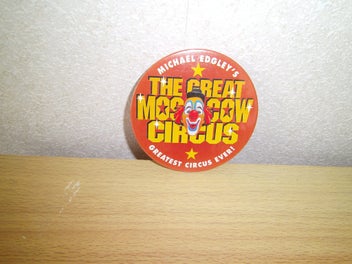 MICHAEL EDGLEY'S
THE GREAT
MOSCOW
CIRCUS
GREATEST CIRCUS EVER!